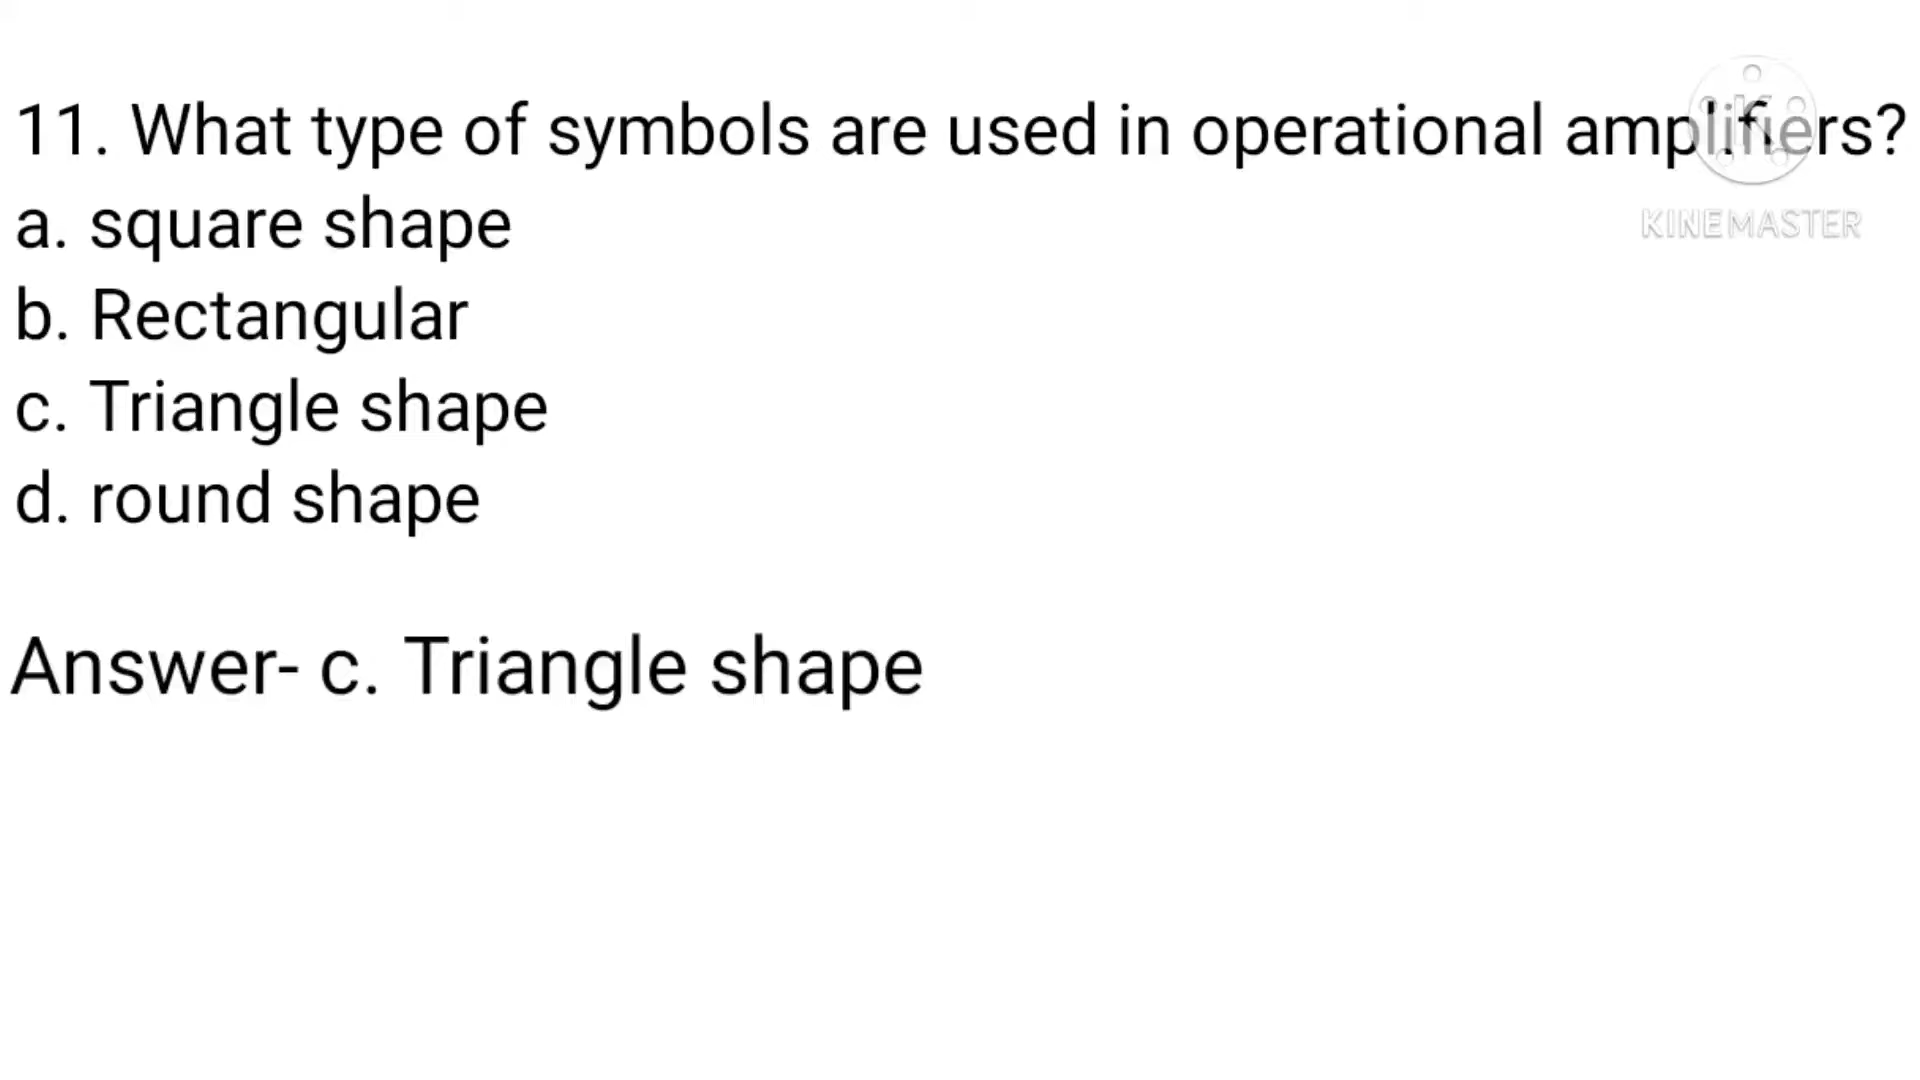 11. What type of symbols are used in operational amplifiers?
KINEMASTER
a. square shape
b. Rectangular
c. Triangle shape
d. round shape
Answer- c. Triangle shape